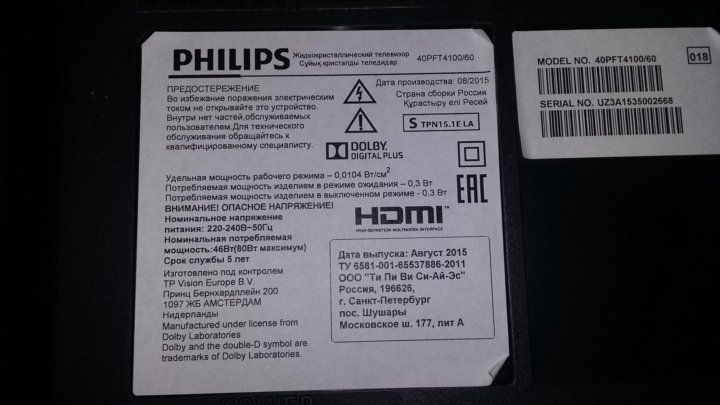 PHILIPS
Жидкокристаллический телевизор
Сұйық кристалды теледидар
40PFT4100/60
ПРЕДОСТЕРЕЖЕНИЕ
Во избежание поражения электрическим
током не открывайте это устройство.
Внутри нет частей,обслуживаемых
пользователем.Для технического
обслуживания обращайтесь к
квалифицированному специалисту.
Дата производства: 08/2015
Страна сборки Россия
Құрастыру елі Ресей
S TPN15.1E LA
DOLBY
DIGITAL PLUS
Удельная мощность рабочего режима – 0,0104 Вт/см2
Потребляемая мощность изделием в режиме ожидания – 0,3 Вт
Потребляемая мощность изделием в выключенном режиме - 0,3 Вт
ВНИМАНИЕ! ОПАСНОЕ НАПРЯЖЕНИЕ!
Номинальное напряжение
питания: 220-240В~50Гц
Номинальная потребляемая
мощность:46Вт(80Вт максимум)
Срок службы 5 лет
EAC
HDMI™
HIGH-DEFINITION MULTIMEDIA INTERFACE
Изготовлено под контролем
TP Vision Europe B.V.
Принц Бернхардплейн 200
1097 ЖБ АМСТЕРДАМ
Нидерланды
Manufactured under license from
Dolby Laboratories
Dolby and the double-D symbol are
trademarks of Dolby Laboratories.
Дата выпуска: Август 2015
ТУ 6581-001-65537886-2011
ООО "Ти Пи Ви Си-Ай-Эс"
Россия, 196626,
г. Санкт-Петербург
пос. Шушары
Московское ш. 177, лит А
MODEL NO. 40PFT4100/60
018
SERIAL NO. UZ3A1535002668